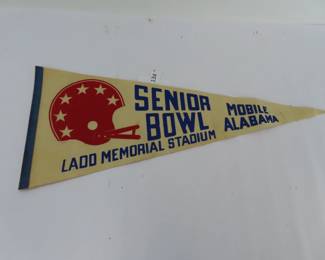 SENIOR
BOWL
MOBILE
ALABAMA
LADD MEMORIAL STADIUM